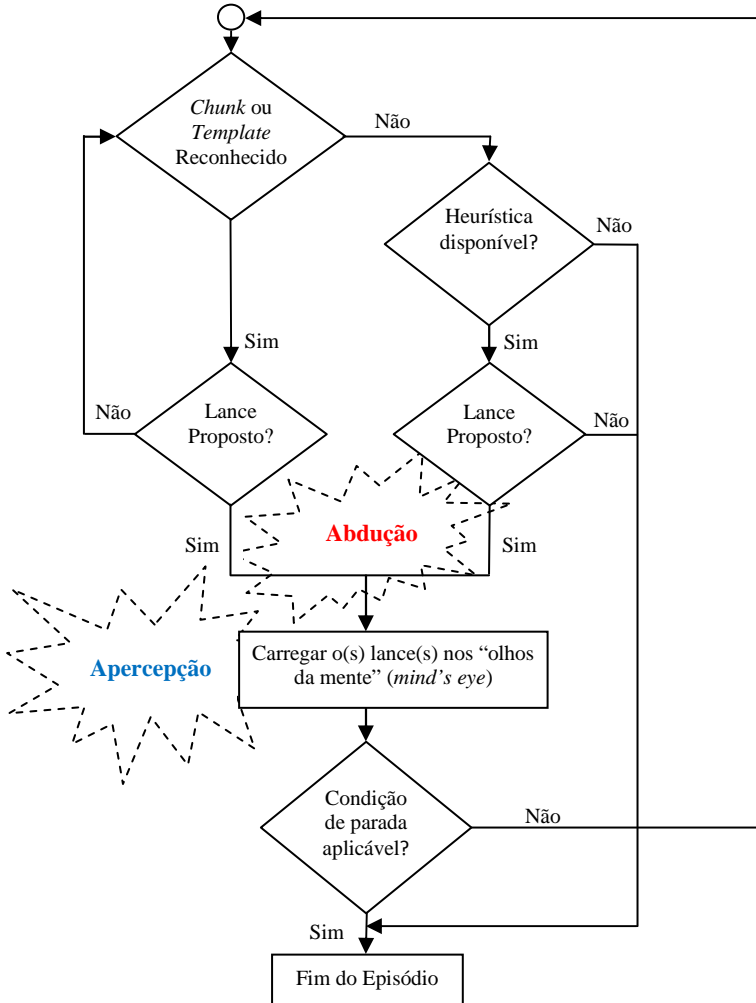 Chunk ou
Template
Reconhecido
Não
Heurística
disponível?
Não
Sim
Sim
Não
Lance
Proposto?
Lance
Proposto?
Não
Sim
Abdução
Sim
Apercepção
Carregar o(s) lance(s) nos “olhos
da mente” (mind’s eye)
Condição
de parada
aplicável?
Não
Sim
Fim do Episódio